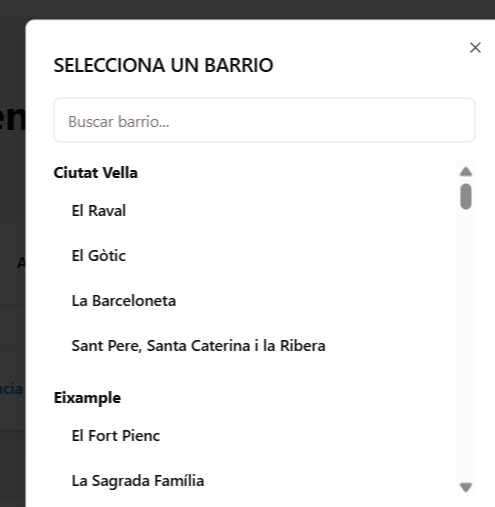 SELECCIONA UN BARRIO
Buscar barrio...
Ciutat Vella
El Raval
El Gòtic
La Barceloneta
Sant Pere, Santa Caterina i la Ribera
Eixample
El Fort Pienc
La Sagrada Família